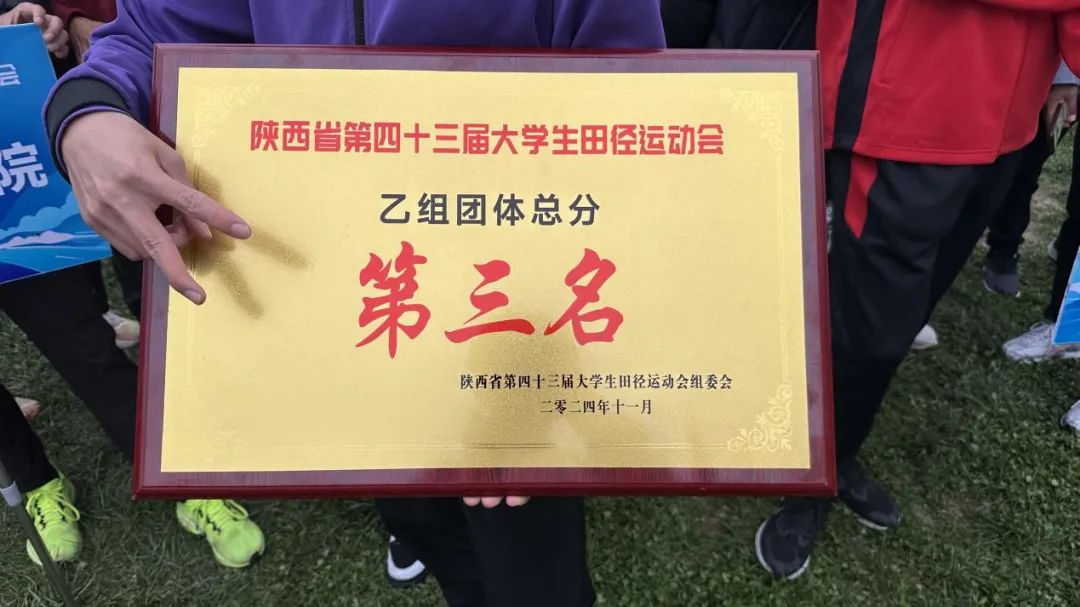 会
院
陕西省第四十三届大学生田径运动会
乙组团体总分
第三名
陕西省第四十三届大学生田径运动会组委会
二零二四年十一月